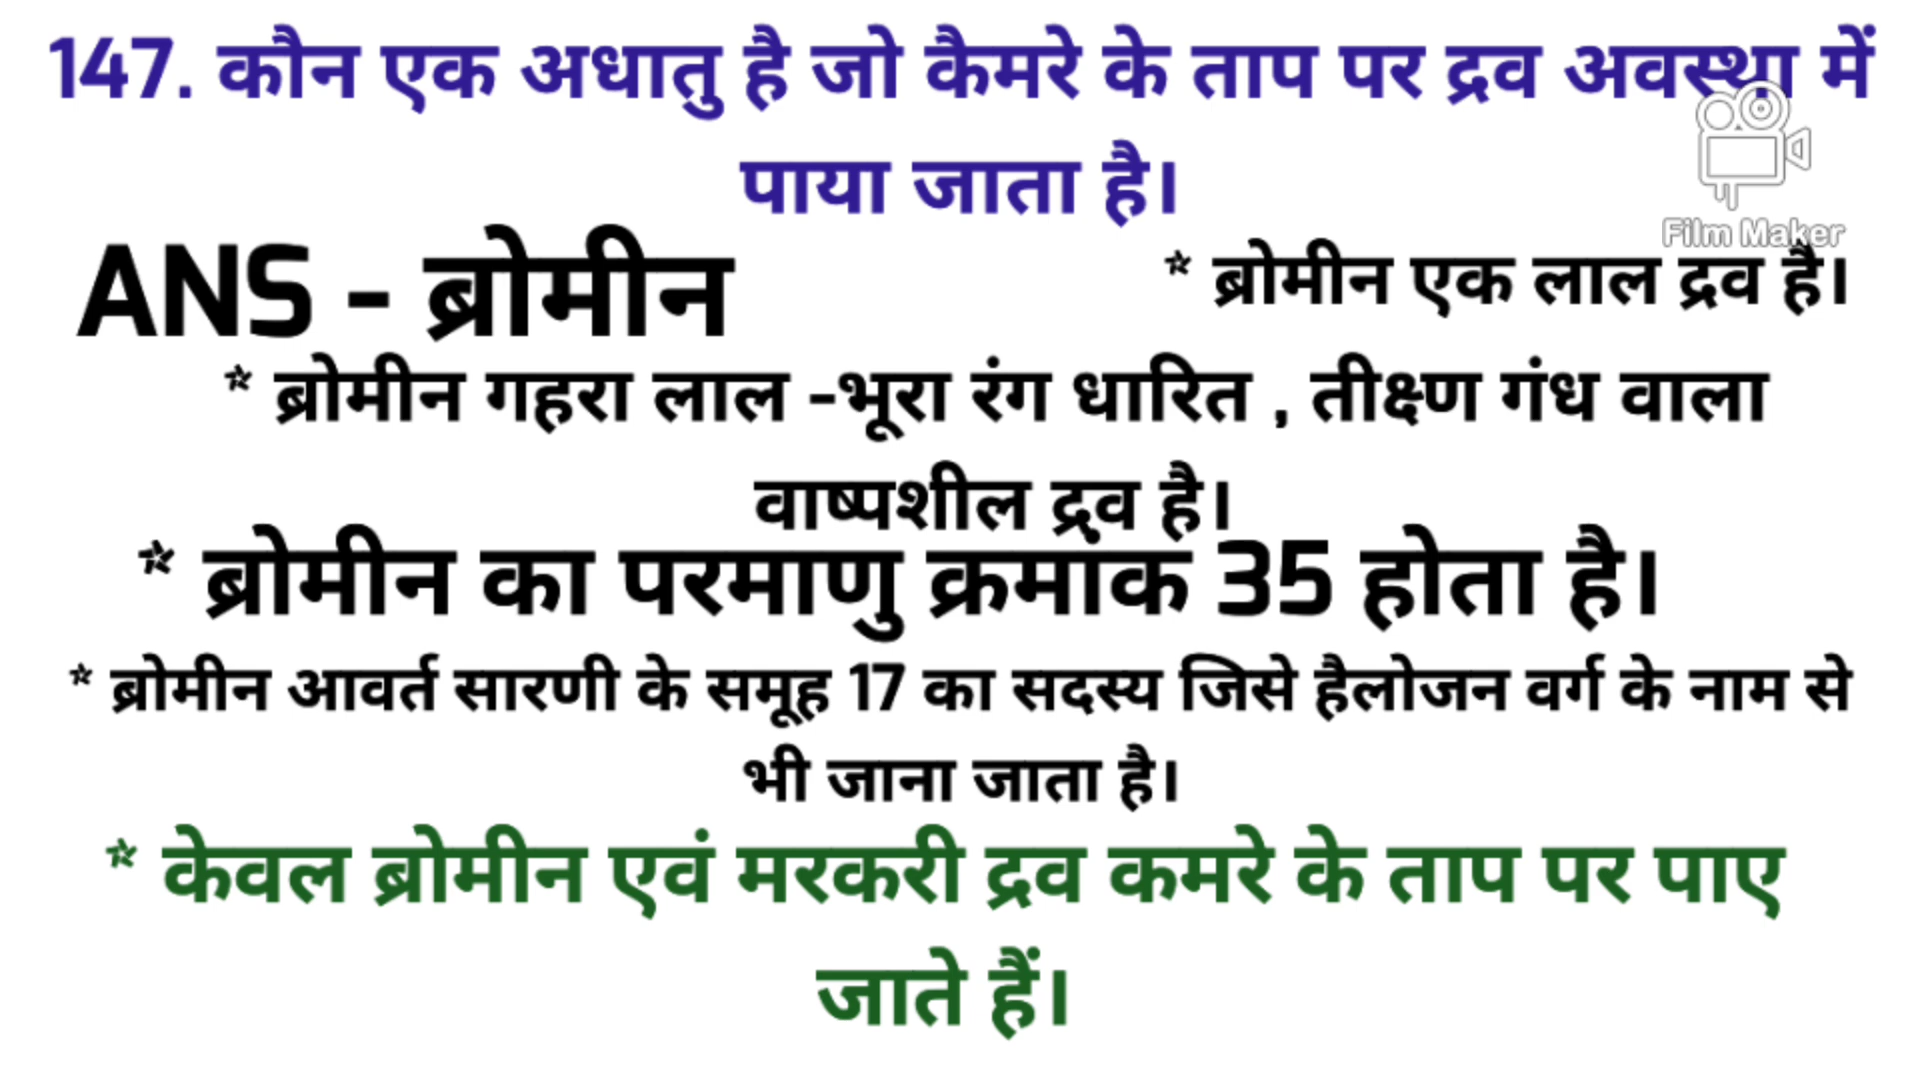 147. कौन एक अधातु है जो कैमरे के ताप पर द्रव अवस्था में
पाया जाता है।
Film Maker
ANS - ब्रोमीन
* ब्रोमीन एक लाल द्रव है।
* ब्रोमीन गहरा लाल -भूरा रंग धारित , तीक्ष्ण गंध वाला
वाष्पशील द्रव है।
* ब्रोमीन का परमाणु क्रमांक 35 होता है।
* ब्रोमीन आवर्त सारणी के समूह 17 का सदस्य जिसे हैलोजन वर्ग के नाम से
भी जाना जाता है।
* केवल ब्रोमीन एवं मरकरी द्रव कमरे के ताप पर पाए
जाते हैं।